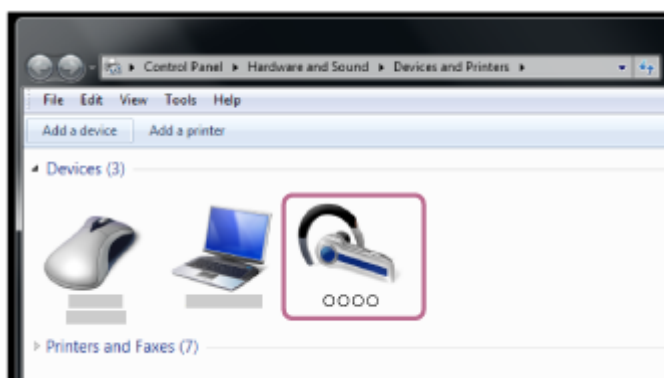 Control Panel ▸ Hardware and Sound ▸ Devices and Printers ▸
File Edit View Tools Help
Add a device Add a printer
Devices (3)
○○○○
Printers and Faxes (7)